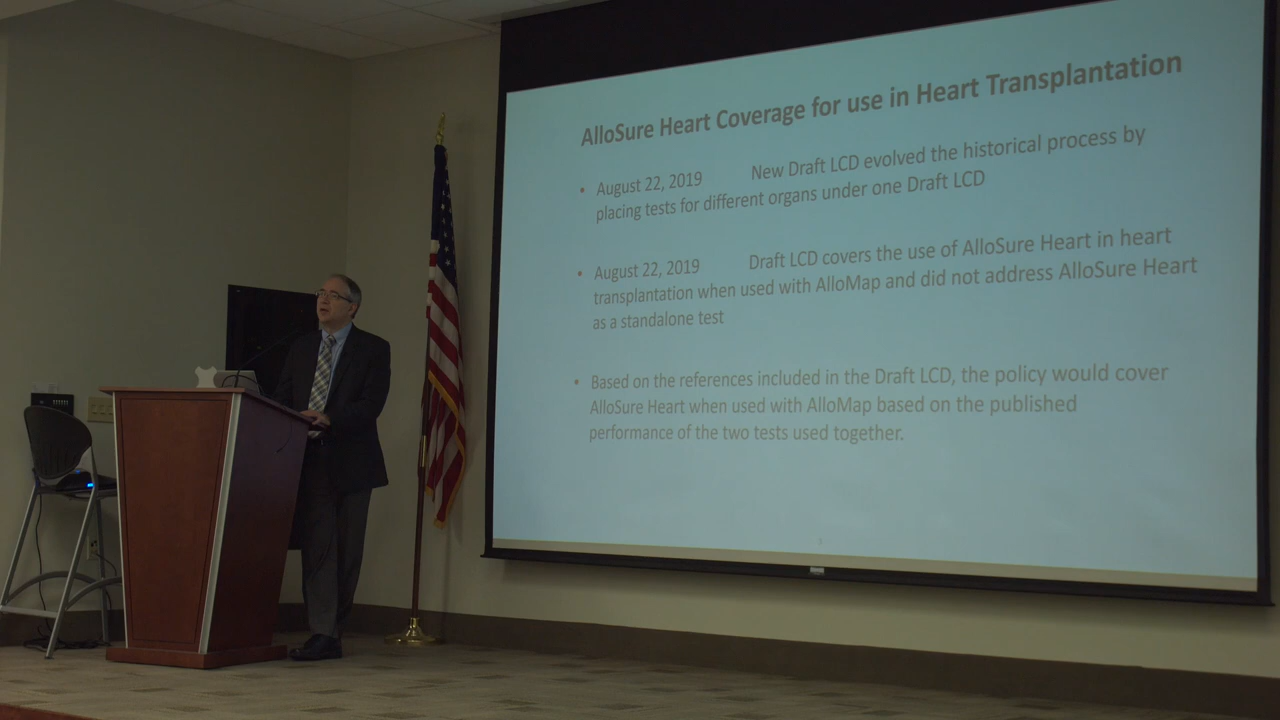 AlloSure Heart Coverage for use in Heart Transplantation
• August 22, 2019 New Draft LCD evolved the historical process by
placing tests for different organs under one Draft LCD
• August 22, 2019 Draft LCD covers the use of AlloSure Heart in heart
transplantation when used with AlloMap and did not address AlloSure Heart
as a standalone test
• Based on the references included in the Draft LCD, the policy would cover
AlloSure Heart when used with AlloMap based on the published
performance of the two tests used together.